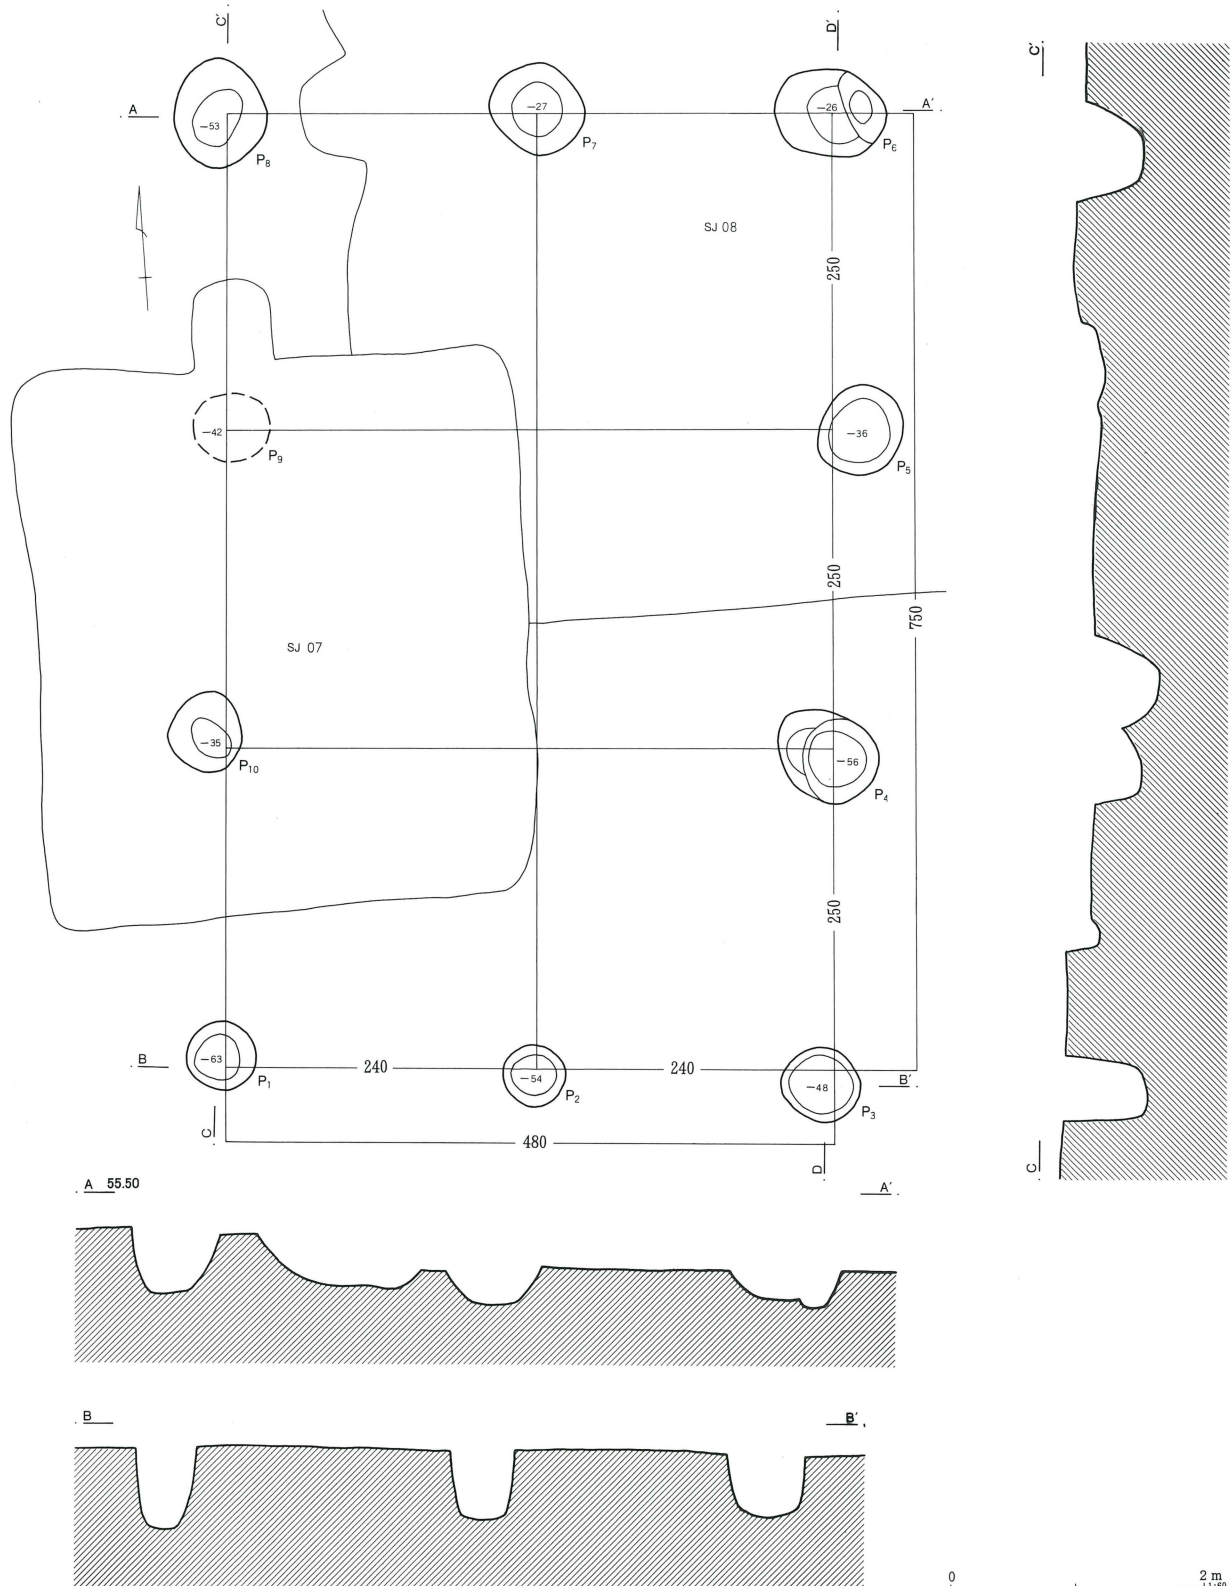 C′
D′
C′
A
A′
−53
−27
−26
P₈
P₇
P₆
SJ 08
250
−42
−36
P₉
P₅
250
750
SJ 07
−35
−56
P₁₀
P₄
250
B
−63
240
−54
240
−48
B′
P₁
P₂
P₃
C
480
D
C
A 55.50
A′
B
B′
0
2 m